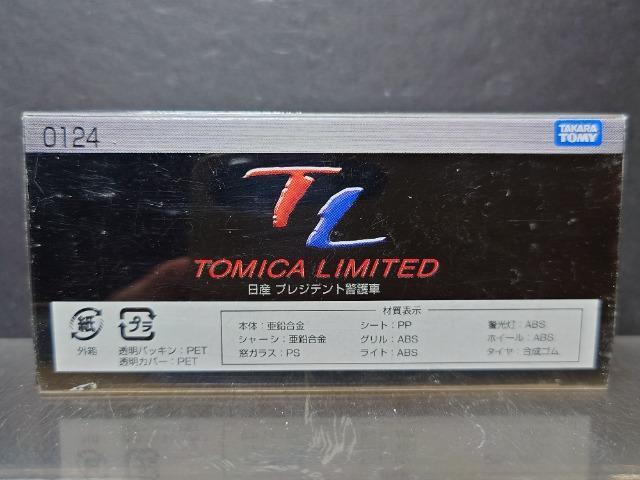 0124
TAKARA
TOMY
TL
TOMICA LIMITED
日産 プレジデント警護車
材質表示
紙
外箱
プラ
透明パッキン：PET
透明カバー：PET
本体：亜鉛合金
シャーシ：亜鉛合金
窓ガラス：PS
シート：PP
グリル：ABS
ライト：ABS
警光灯：ABS
ホイール：ABS
タイヤ：合成ゴム